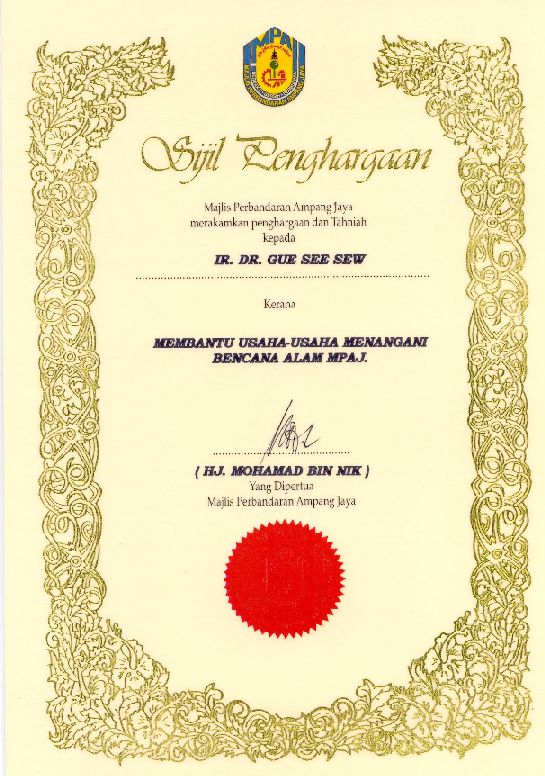 MPAJ
Sijil Penghargaan
Majlis Perbandaran Ampang Jaya
merakamkan penghargaan dan Tahniah
kepada
IR. DR. GUE SEE SEW
Kerana
MEMBANTU USAHA-USAHA MENANGANI
BENCANA ALAM MPAJ.
( HJ. MOHAMAD BIN NIK )
Yang Dipertua
Majlis Perbandaran Ampang Jaya